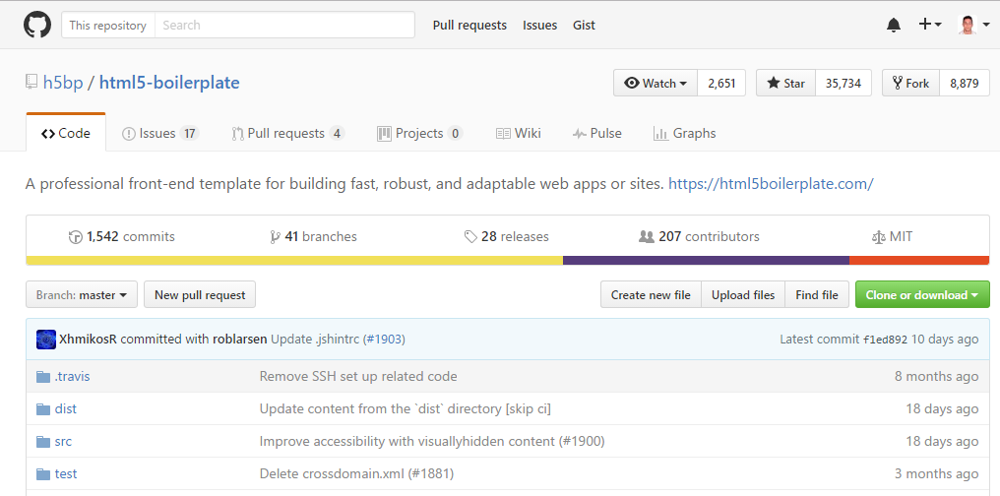 This repository Search Pull requests Issues Gist
h5bp / html5-boilerplate Watch 2,651 Star 35,734 Fork 8,879
Code Issues 17 Pull requests 4 Projects 0 Wiki Pulse Graphs
A professional front-end template for building fast, robust, and adaptable web apps or sites. https://html5boilerplate.com/
1,542 commits 41 branches 28 releases 207 contributors MIT
Branch: master New pull request Create new file Upload files Find file Clone or download
XhmikosR committed with roblarsen Update .jshintrc (#1903) Latest commit f1ed892 10 days ago
.travis Remove SSH set up related code 8 months ago
dist Update content from the `dist` directory [skip ci] 18 days ago
src Improve accessibility with visuallyhidden content (#1900) 18 days ago
test Delete crossdomain.xml (#1881) 3 months ago